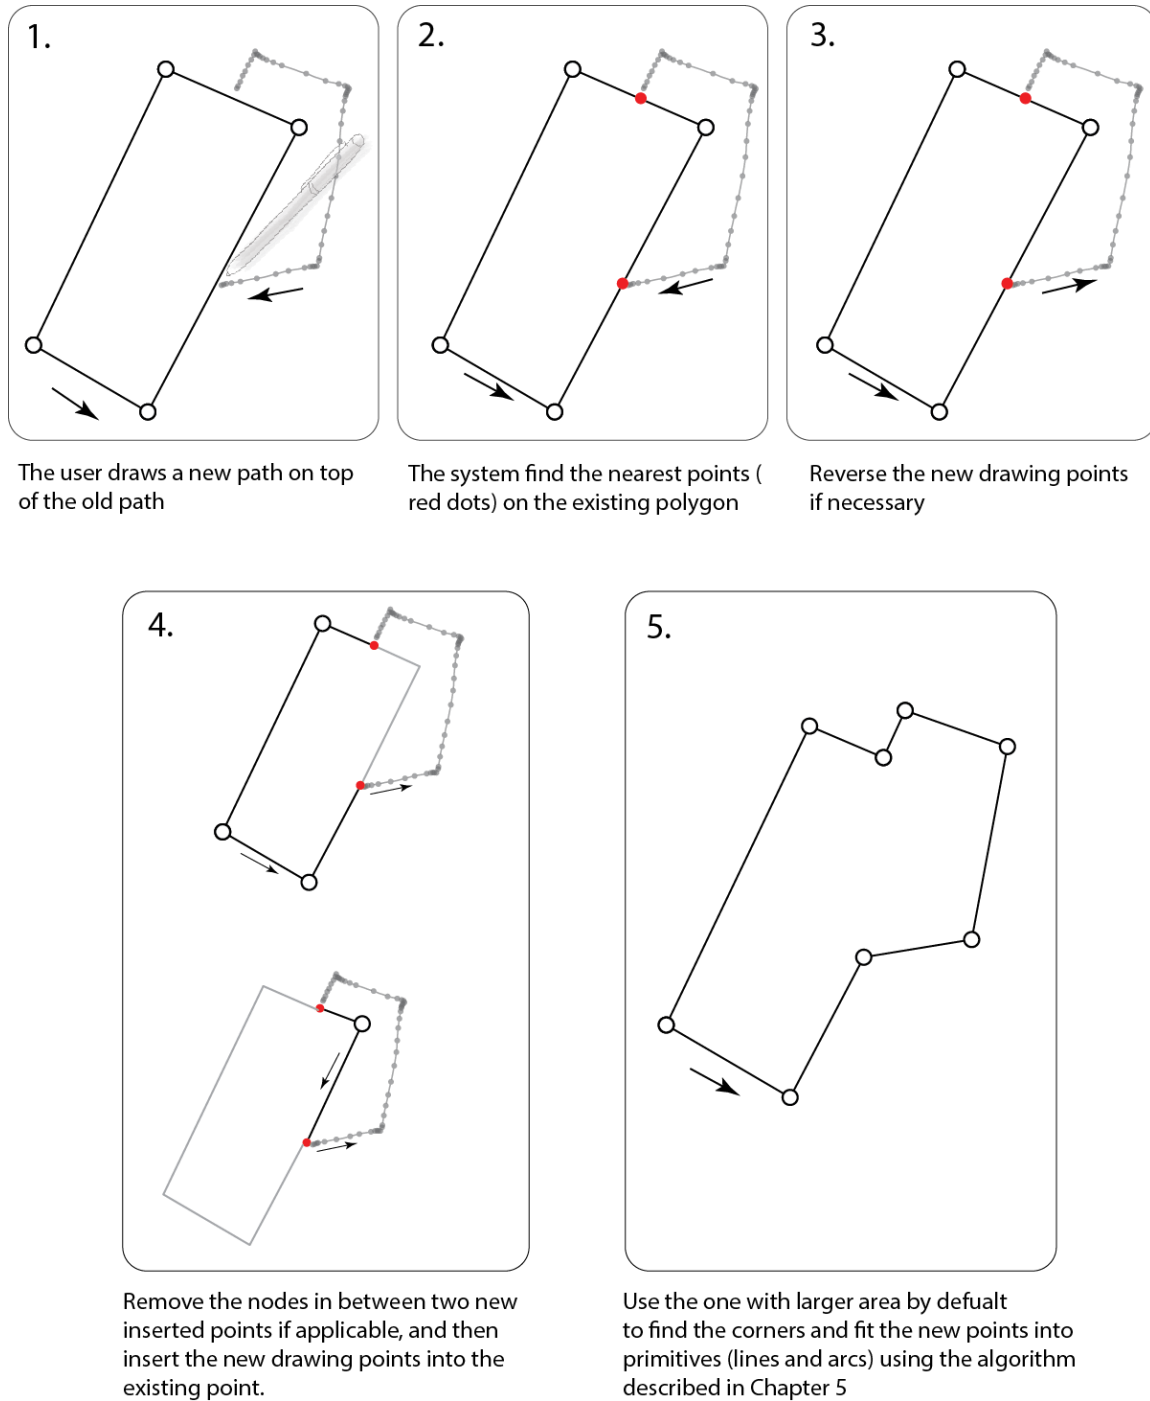 1.
2.
3.
The user draws a new path on top
of the old path
The system find the nearest points (
red dots) on the existing polygon
Reverse the new drawing points
if necessary
4.
5.
Remove the nodes in between two new
inserted points if applicable, and then
insert the new drawing points into the
existing point.
Use the one with larger area by defualt
to find the corners and fit the new points into
primitives (lines and arcs) using the algorithm
described in Chapter 5